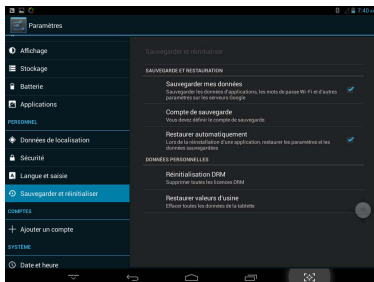 7:40
Paramètres
Affichage
Stockage
Batterie
Applications
PERSONNEL
Données de localisation
Sécurité
Langue et saisie
Sauvegarder et réinitialiser
COMPTES
Ajouter un compte
SYSTÈME
Date et heure
Sauvegarder et réinitialiser
SAUVEGARDE ET RESTAURATION
Sauvegarder mes données
Sauvegarder les données d'applications, les mots de passe Wi-Fi et d'autres
paramètres sur les serveurs Google
Compte de sauvegarde
Vous devez définir le compte de sauvegarde
Restaurer automatiquement
Lors de la réinstallation d'une application, restaurer les paramètres et les
données sauvegardées
DONNÉES PERSONNELLES
Réinitialisation DRM
Supprimer toutes les licences DRM
Restaurer valeurs d'usine
Effacer toutes les données de la tablette